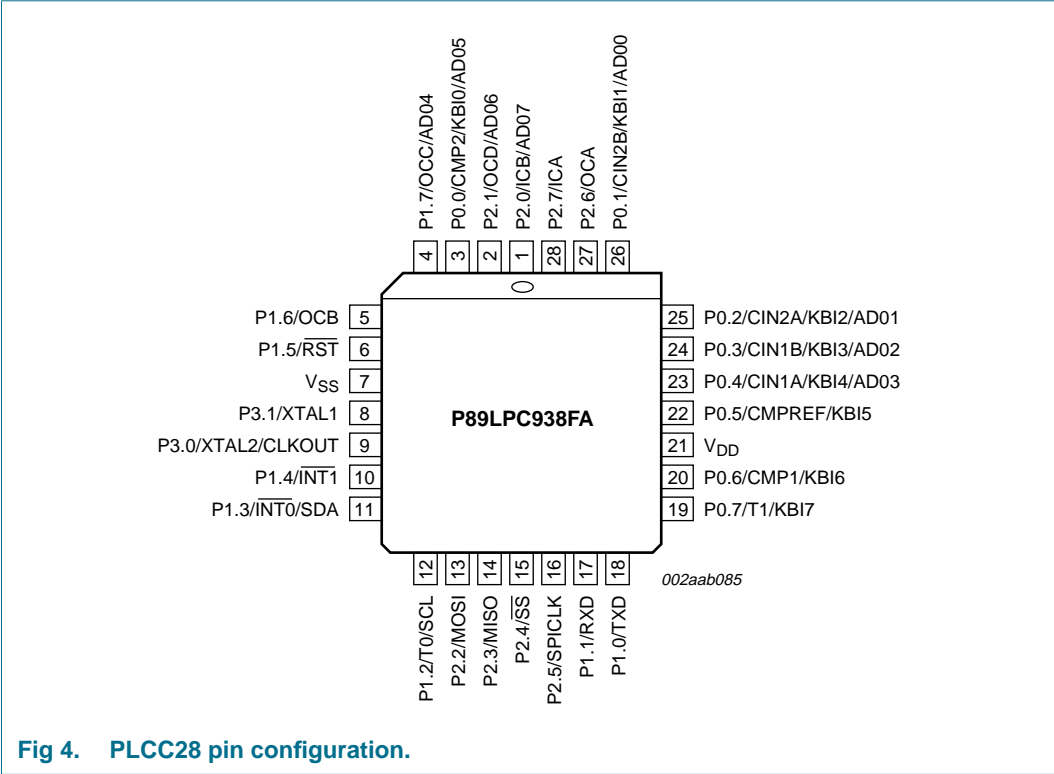 P1.7/OCC/AD04
P0.0/CMP2/KBI0/AD05
P2.1/OCD/AD06
P2.0/ICB/AD07
P2.7/ICA
P2.6/OCA
P0.1/CIN2B/KBI1/AD00
4
3
2
1
28
27
26
P1.6/OCB 5
P1.5/R̅S̅T̅ 6
VSS 7
P3.1/XTAL1 8
P3.0/XTAL2/CLKOUT 9
P1.4/I̅N̅T̅1̅ 10
P1.3/I̅N̅T̅0̅/SDA 11
P89LPC938FA
25 P0.2/CIN2A/KBI2/AD01
24 P0.3/CIN1B/KBI3/AD02
23 P0.4/CIN1A/KBI4/AD03
22 P0.5/CMPREF/KBI5
21 VDD
20 P0.6/CMP1/KBI6
19 P0.7/T1/KBI7
12
13
14
15
16
17
18
P1.2/T0/SCL
P2.2/MOSI
P2.3/MISO
P2.4/S̅S̅
P2.5/SPICLK
P1.1/RXD
P1.0/TXD
002aab085
Fig 4. PLCC28 pin configuration.